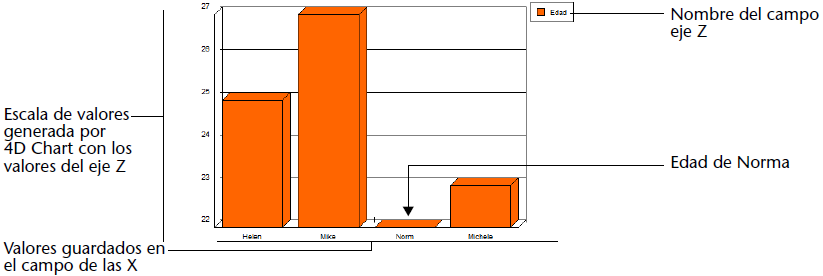 27
26
25
24
23
22
Helen
Mike
Norm
Michele
Edad
Nombre del campo
eje Z
Escala de valores
generada por
4D Chart con los
valores del eje Z
Edad de Norma
Valores guardados en
el campo de las X